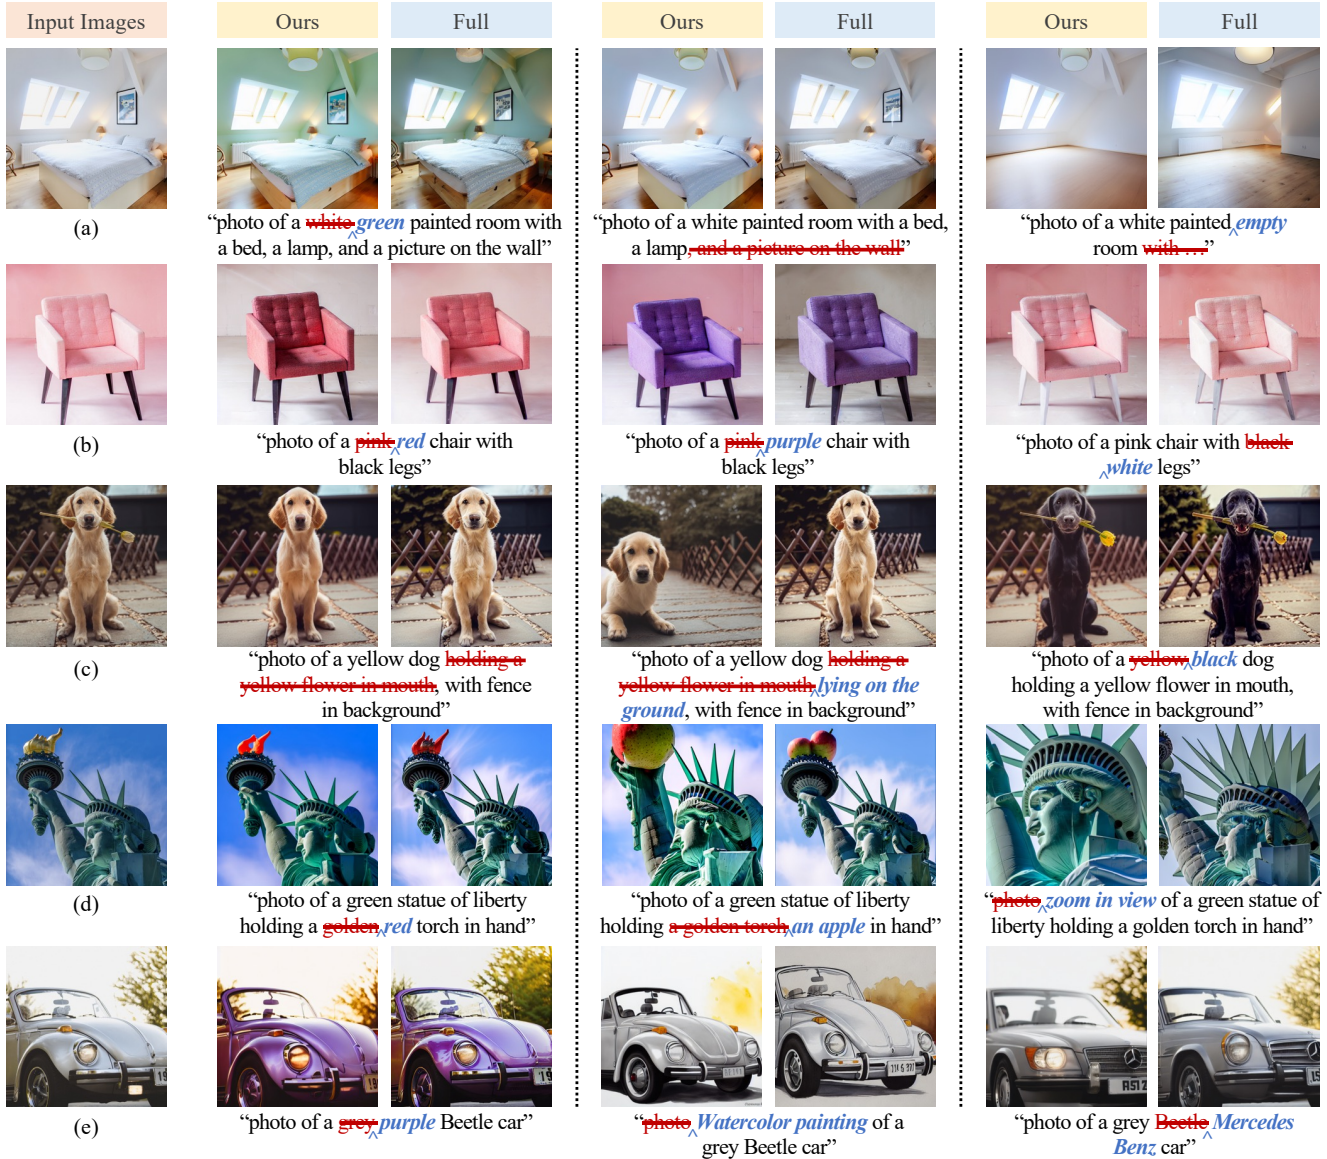 Input Images
Ours
Full
Ours
Full
Ours
Full
(a)
“photo of a white ^green painted room with
a bed, a lamp, and a picture on the wall”
“photo of a white painted room with a bed,
a lamp, and a picture on the wall”
“photo of a white painted ^empty
room with …”
(b)
“photo of a pink ^red chair with
black legs”
“photo of a pink ^purple chair with
black legs”
“photo of a pink chair with black
^white legs”
(c)
“photo of a yellow dog holding a
yellow flower in mouth, with fence
in background”
“photo of a yellow dog holding a
yellow flower in mouth ^lying on the
ground, with fence in background”
“photo of a yellow ^black dog
holding a yellow flower in mouth,
with fence in background”
(d)
“photo of a green statue of liberty
holding a golden ^red torch in hand”
“photo of a green statue of liberty
holding a golden torch ^an apple in hand”
“photo ^zoom in view of a green statue of
liberty holding a golden torch in hand”
(e)
“photo of a grey ^purple Beetle car”
“photo ^Watercolor painting of a
grey Beetle car”
“photo of a grey Beetle ^Mercedes
Benz car”